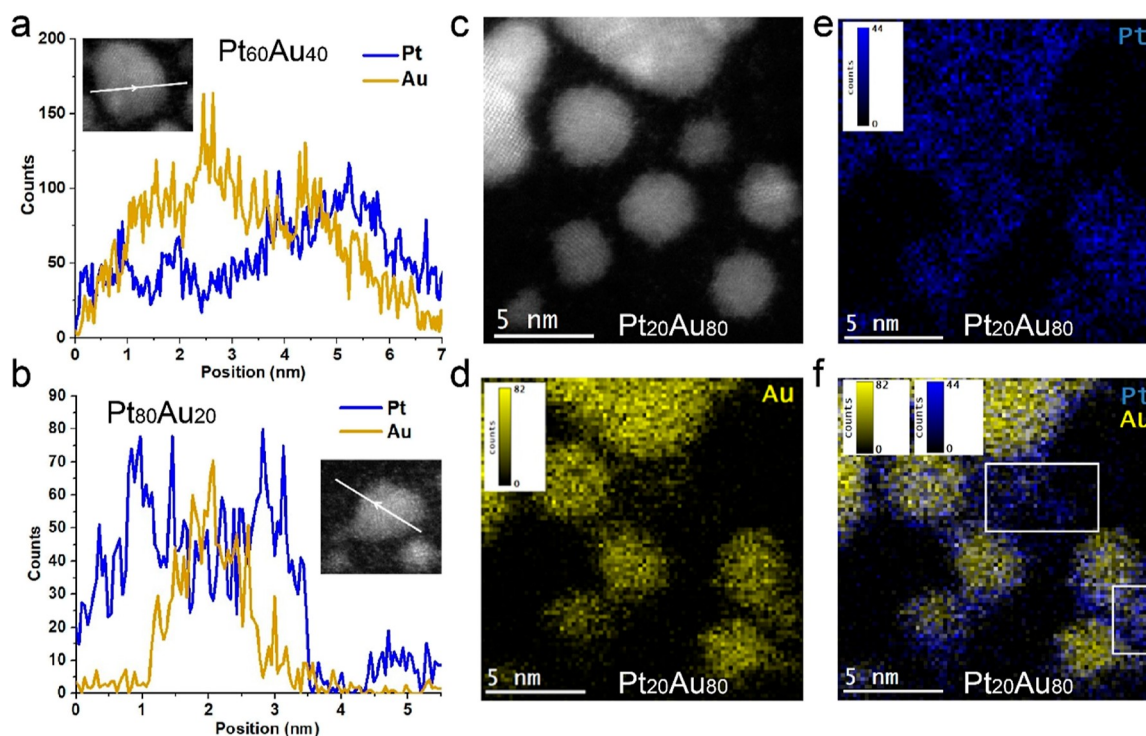 a
Pt60Au40
Pt
Au
200
150
100
50
0
Counts
0 1 2 3 4 5 6 7
Position (nm)
b
Pt80Au20
Pt
Au
90
80
70
60
50
40
30
20
10
0
Counts
0 1 2 3 4 5
Position (nm)
c
5 nm
Pt20Au80
d
82
counts
0
Au
5 nm
Pt20Au80
e
44
counts
0
Pt
5 nm
Pt20Au80
f
82
counts
0
44
counts
0
Pt
Au
5 nm
Pt20Au80